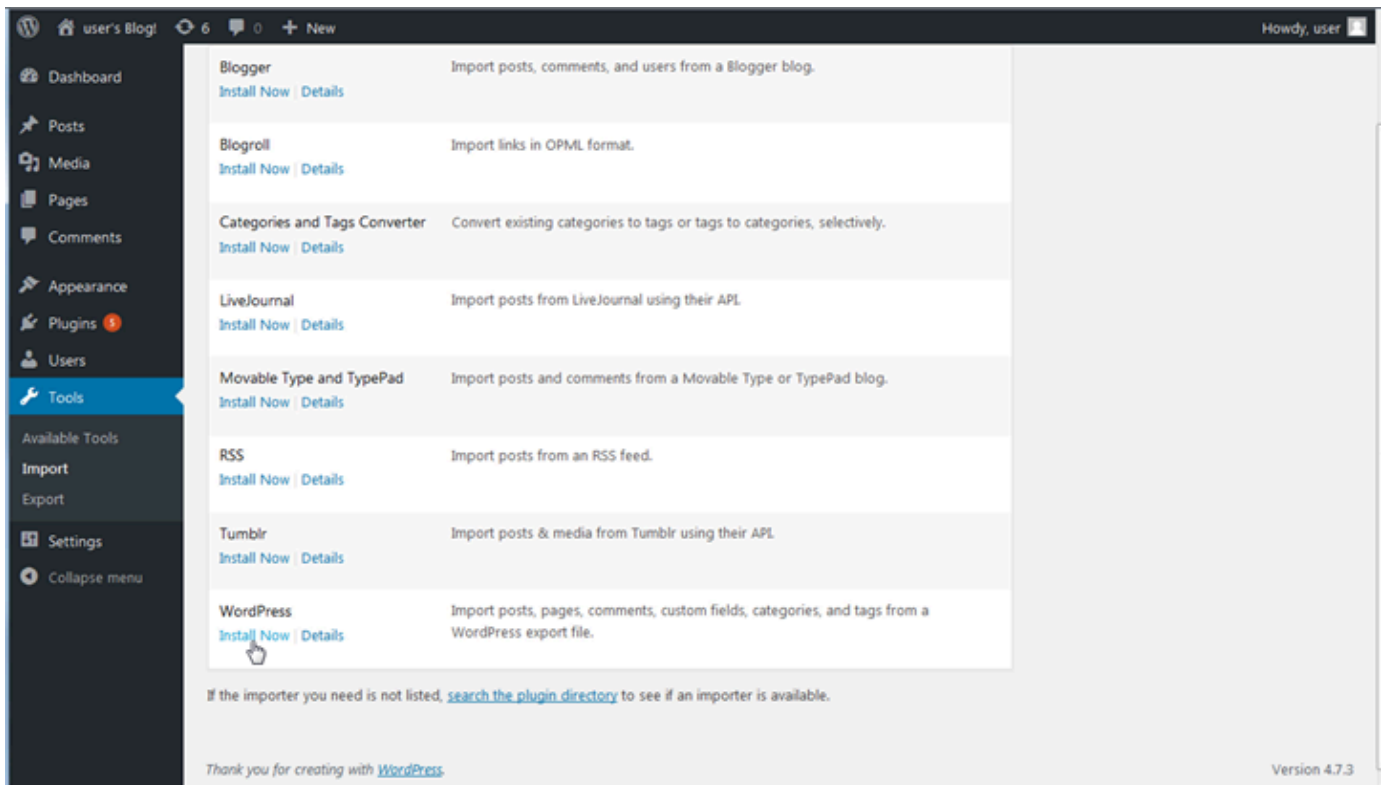 user's Blog! 6 0 + New Howdy, user
Dashboard
Posts
Media
Pages
Comments
Appearance
Plugins 5
Users
Tools
Available Tools
Import
Export
Settings
Collapse menu
Blogger Import posts, comments, and users from a Blogger blog.
Install Now | Details
Blogroll Import links in OPML format.
Install Now | Details
Categories and Tags Converter Convert existing categories to tags or tags to categories, selectively.
Install Now | Details
LiveJournal Import posts from LiveJournal using their API.
Install Now | Details
Movable Type and TypePad Import posts and comments from a Movable Type or TypePad blog.
Install Now | Details
RSS Import posts from an RSS feed.
Install Now | Details
Tumblr Import posts & media from Tumblr using their API.
Install Now | Details
WordPress Import posts, pages, comments, custom fields, categories, and tags from a
Install Now | Details WordPress export file.
If the importer you need is not listed, search the plugin directory to see if an importer is available.
Thank you for creating with WordPress. Version 4.7.3